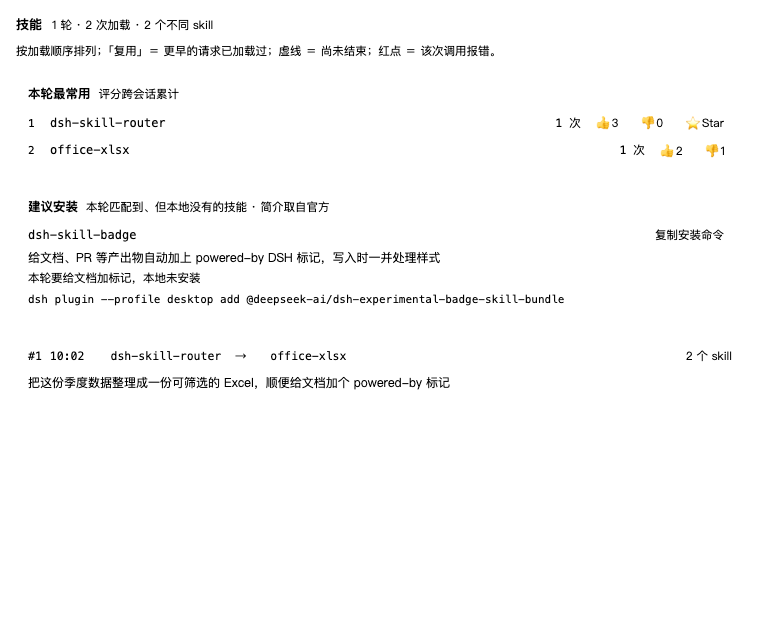 技能 1 轮 · 2 次加载 · 2 个不同 skill
按加载顺序排列;「复用」= 更早的请求已加载过; 虚线 = 尚未结束; 红点 = 该次调用报错。
本轮最常用 评分跨会话累计
1 dsh-skill-router 1 次 👍3 👎0 ⭐Star
2 office-xlsx 1 次 👍2 👎1
建议安装 本轮匹配到、但本地没有的技能 · 简介取自官方
dsh-skill-badge 复制安装命令
给文档、PR 等产出物自动加上 powered-by DSH 标记, 写入时一并处理样式
本轮要给文档加标记, 本地未安装
dsh plugin --profile desktop add @deepseek-ai/dsh-experimental-badge-skill-bundle
#1 10:02 dsh-skill-router → office-xlsx 2 个 skill
把这份季度数据整理成一份可筛选的 Excel, 顺便给文档加个 powered-by 标记